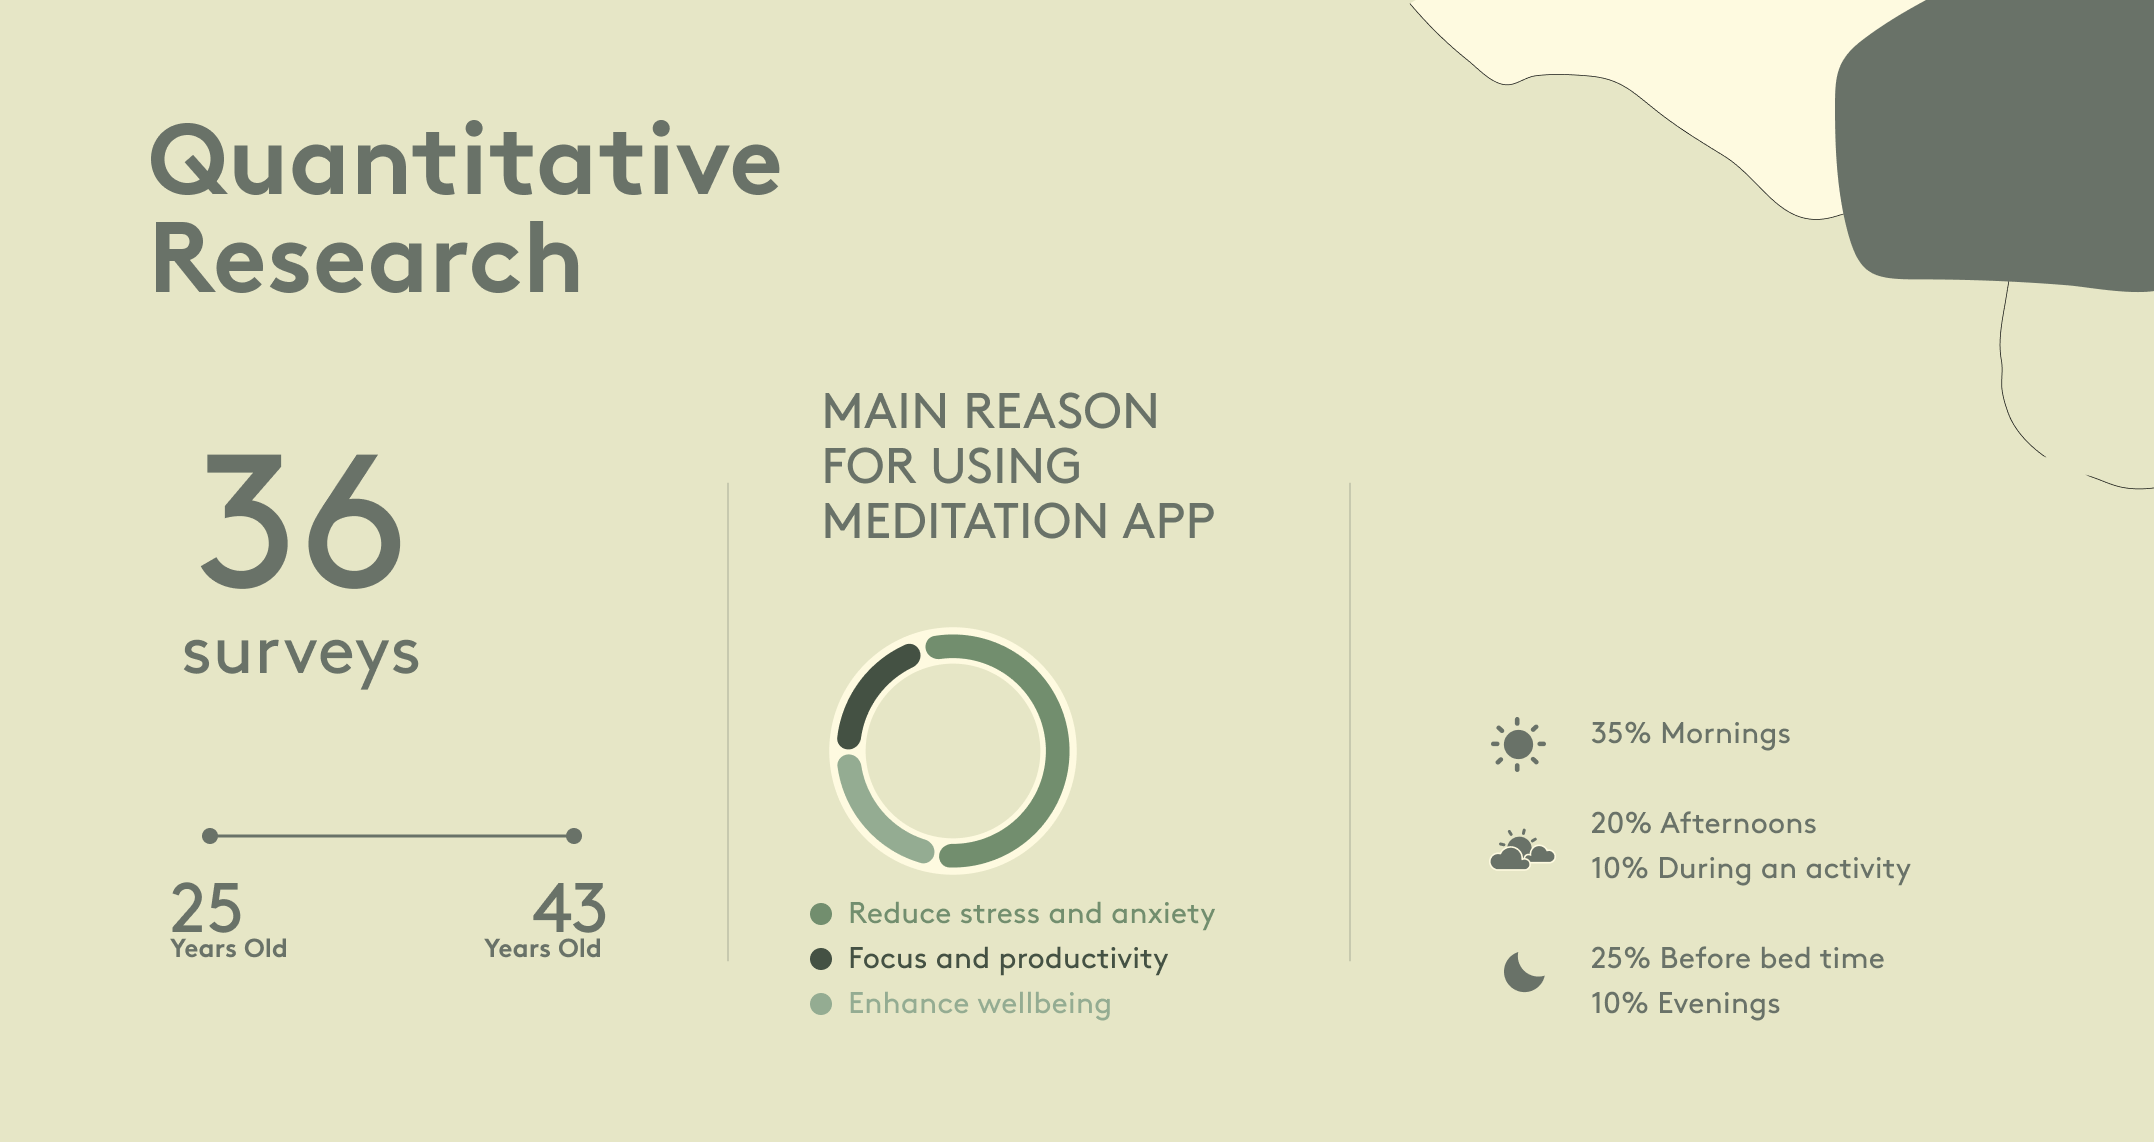 Quantitative
Research
36
surveys
25
Years Old
43
Years Old
MAIN REASON
FOR USING
MEDITATION APP
Reduce stress and anxiety
Focus and productivity
Enhance wellbeing
35% Mornings
20% Afternoons
10% During an activity
25% Before bed time
10% Evenings